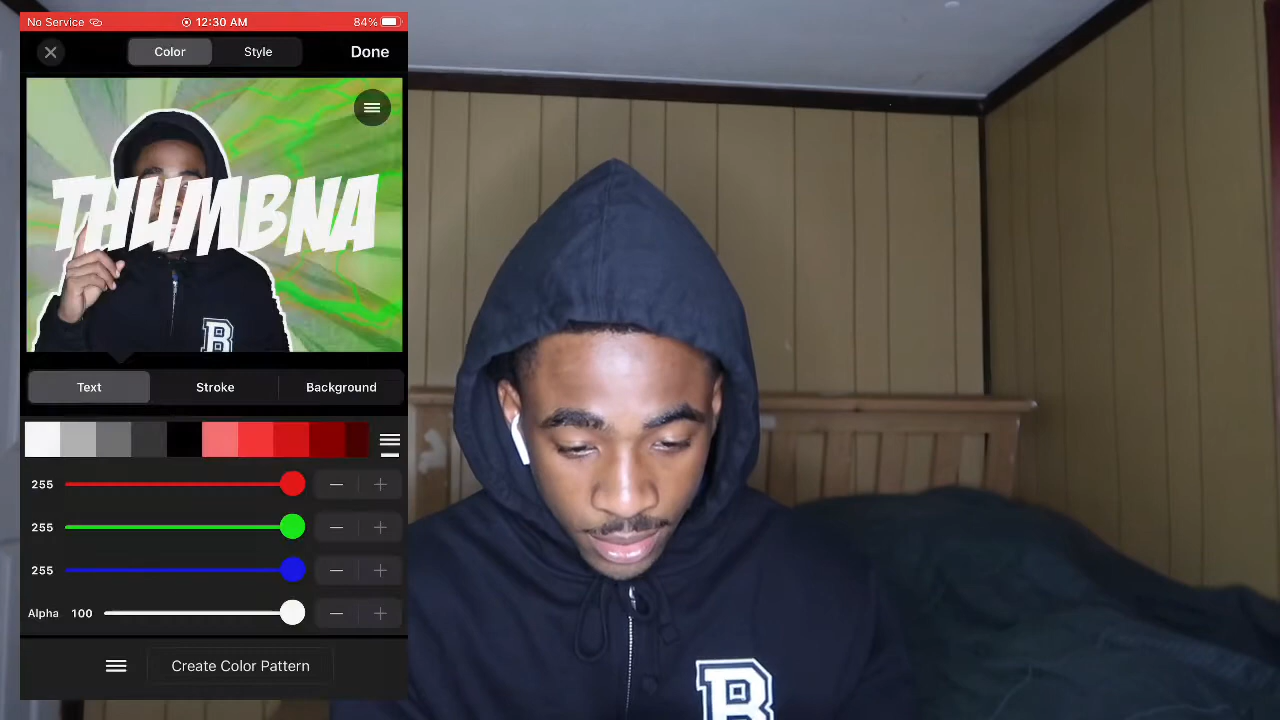 No Service 12:30 AM 84%
Color Style Done
THUMBNA
B
Text Stroke Background
255
255
255
Alpha 100
Create Color Pattern
B